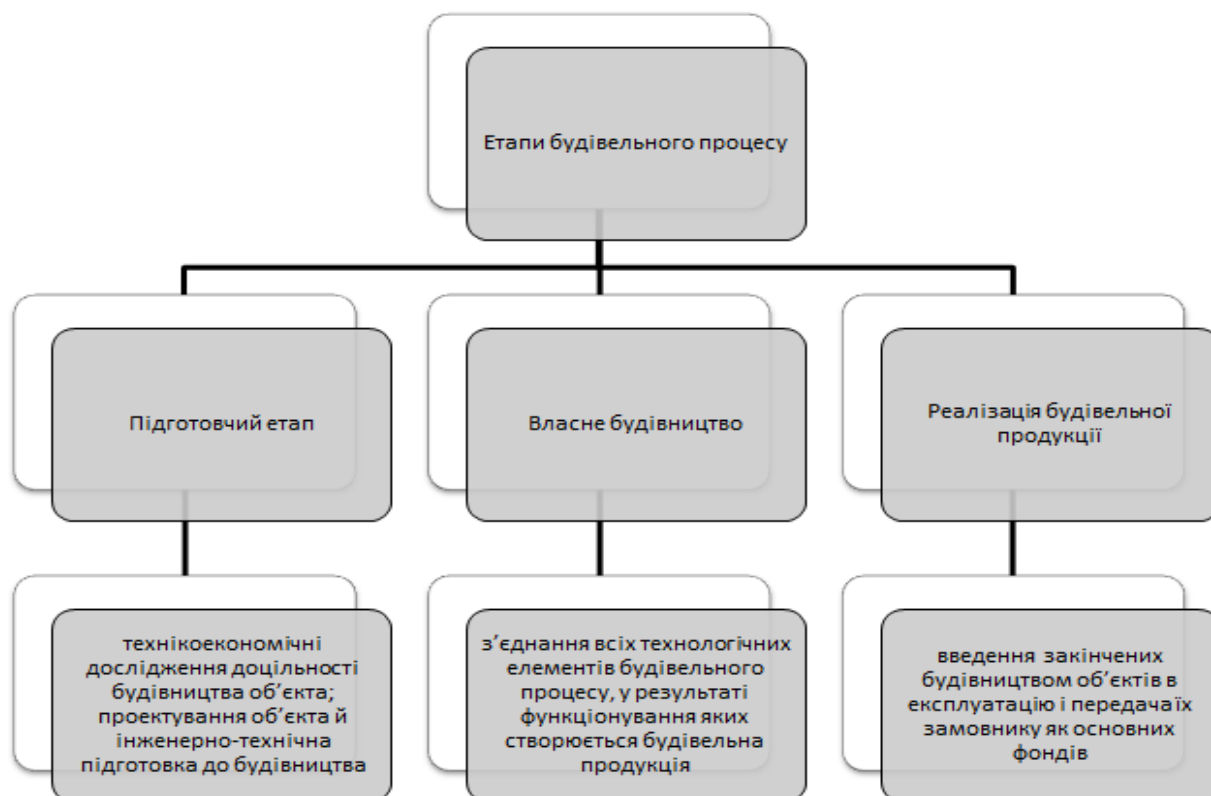 Етапи будівельного процесу
Підготовчий етап
Власне будівництво
Реалізація будівельної
продукції
технікоекономічні
дослідження доцільності
будівництва об’єкта;
проектування об’єкта й
інженерно-технічна
підготовка до будівництва
з’єднання всіх технологічних
елементів будівельного
процесу, у результаті
функціонування яких
створюється будівельна
продукція
введення закінчених
будівництвом об’єктів в
експлуатацію і передача їх
замовнику як основних
фондів